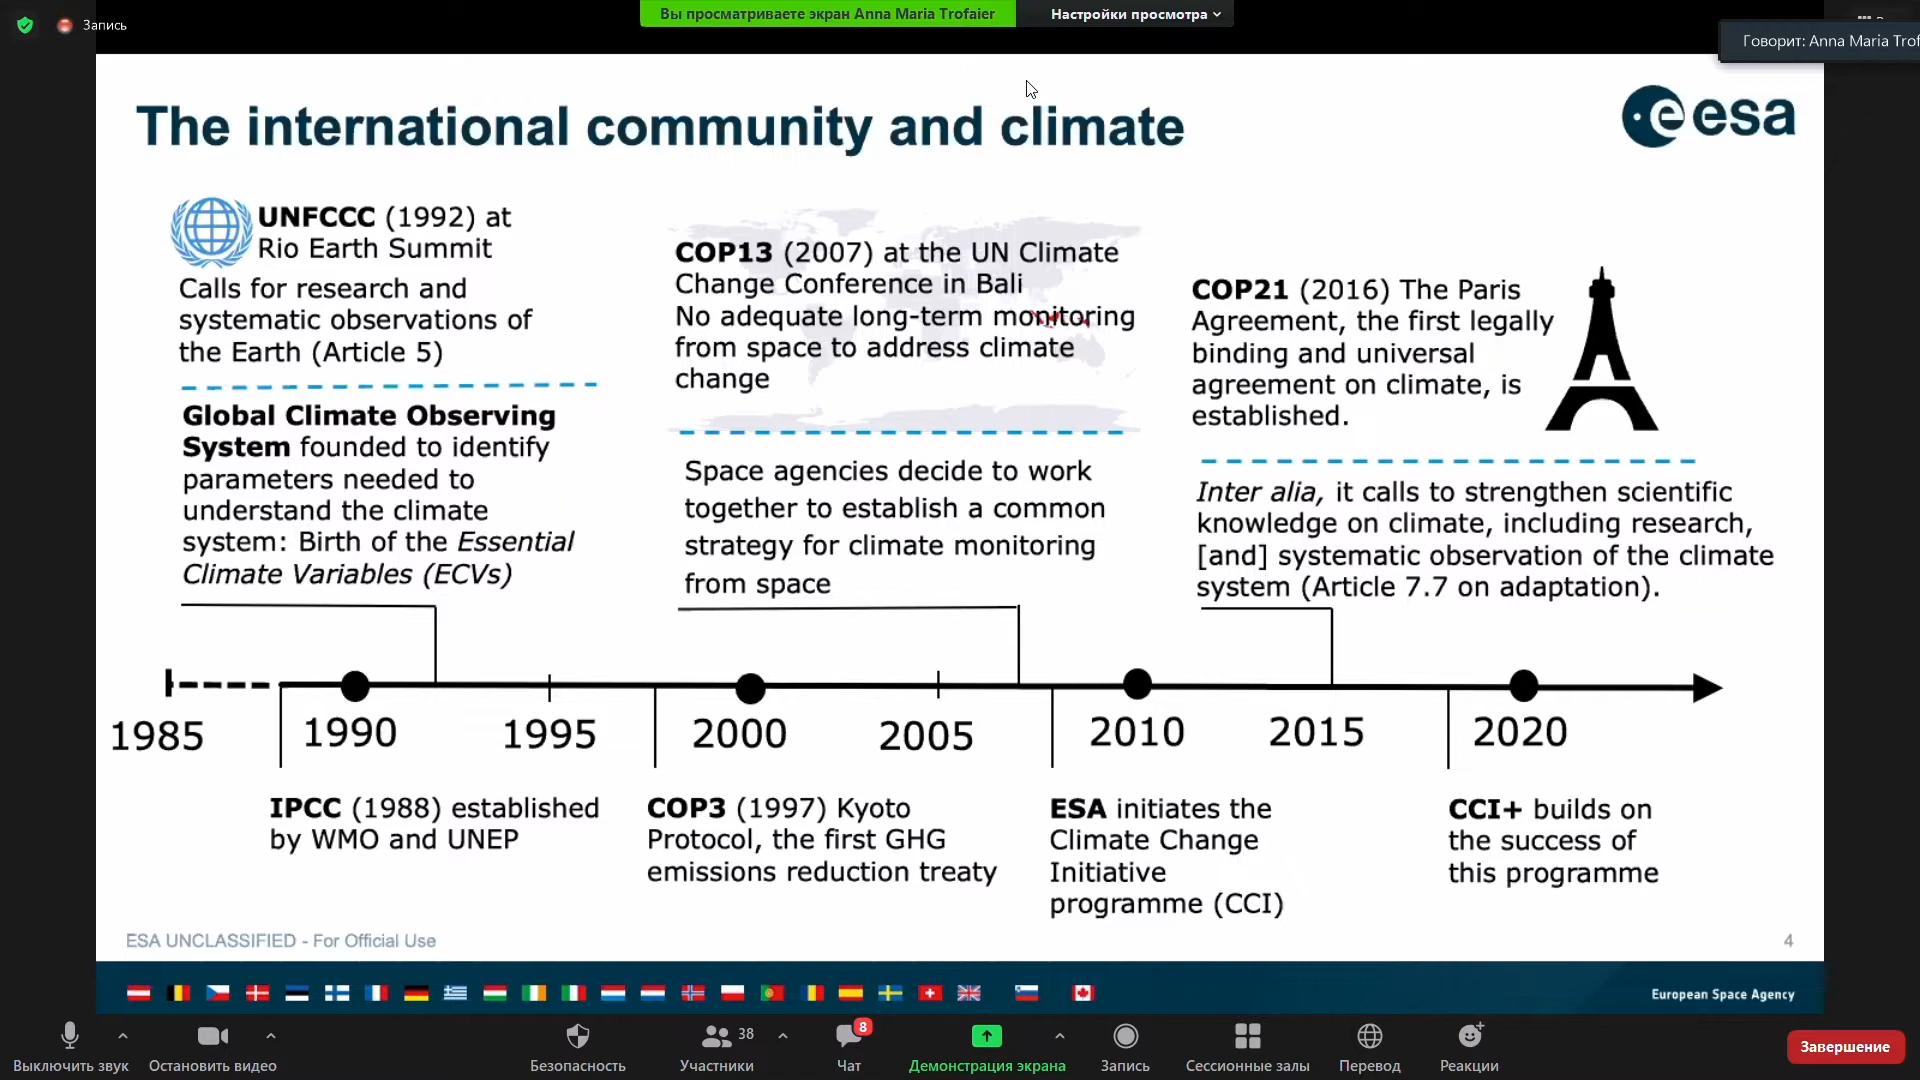 Запись
Вы просматриваете экран Anna Maria Trofaier
Настройки просмотра
Говорит: Anna Maria Trof
The international community and climate
esa
UNFCCC (1992) at
Rio Earth Summit
Calls for research and
systematic observations of
the Earth (Article 5)
Global Climate Observing
System founded to identify
parameters needed to
understand the climate
system: Birth of the Essential
Climate Variables (ECVs)
COP13 (2007) at the UN Climate
Change Conference in Bali
No adequate long-term monitoring
from space to address climate
change
Space agencies decide to work
together to establish a common
strategy for climate monitoring
from space
COP21 (2016) The Paris
Agreement, the first legally
binding and universal
agreement on climate, is
established.
Inter alia, it calls to strengthen scientific
knowledge on climate, including research,
[and] systematic observation of the climate
system (Article 7.7 on adaptation).
1985 1990 1995 2000 2005 2010 2015 2020
IPCC (1988) established
by WMO and UNEP
COP3 (1997) Kyoto
Protocol, the first GHG
emissions reduction treaty
ESA initiates the
Climate Change
Initiative
programme (CCI)
CCI+ builds on
the success of
this programme
ESA UNCLASSIFIED - For Official Use
4
European Space Agency
38
8
Выключить звук
Остановить видео
Безопасность
Участники
Чат
Демонстрация экрана
Запись
Сессионные залы
Перевод
Реакции
Завершение